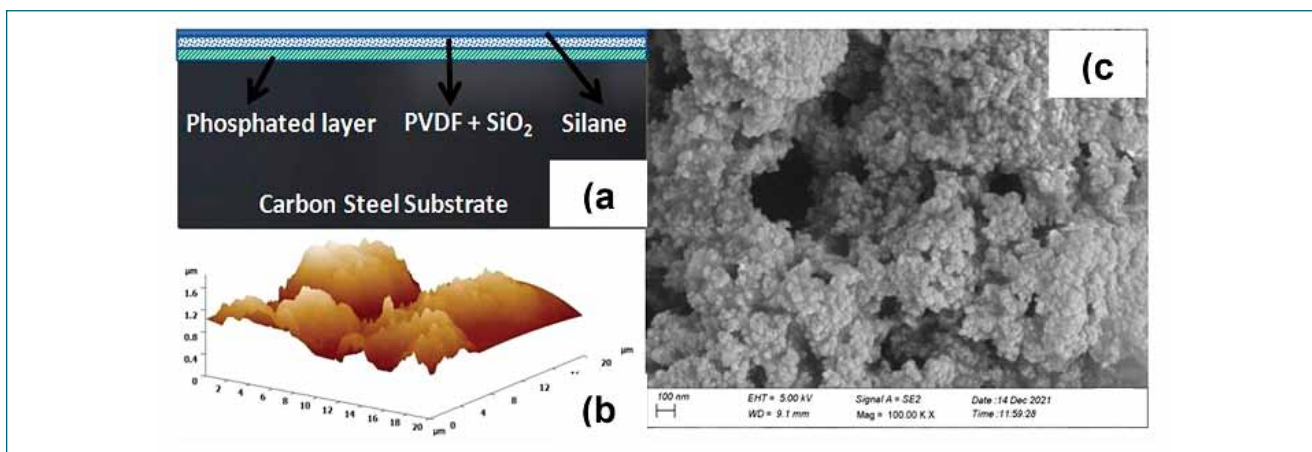 Phosphated layer PVDF + SiO₂ Silane
Carbon Steel Substrate
(a
(c
µm
1.6
1.2
0.8
0.4
0
2 4 6 8 10 12 14 16 18 20
µm
0 4 8 12 20 µm
(b)
100 nm EHT = 5.00 kV Signal A = SE2 Date :14 Dec 2021
WD = 9.1 mm Mag = 100.00 K X Time :11:59:28